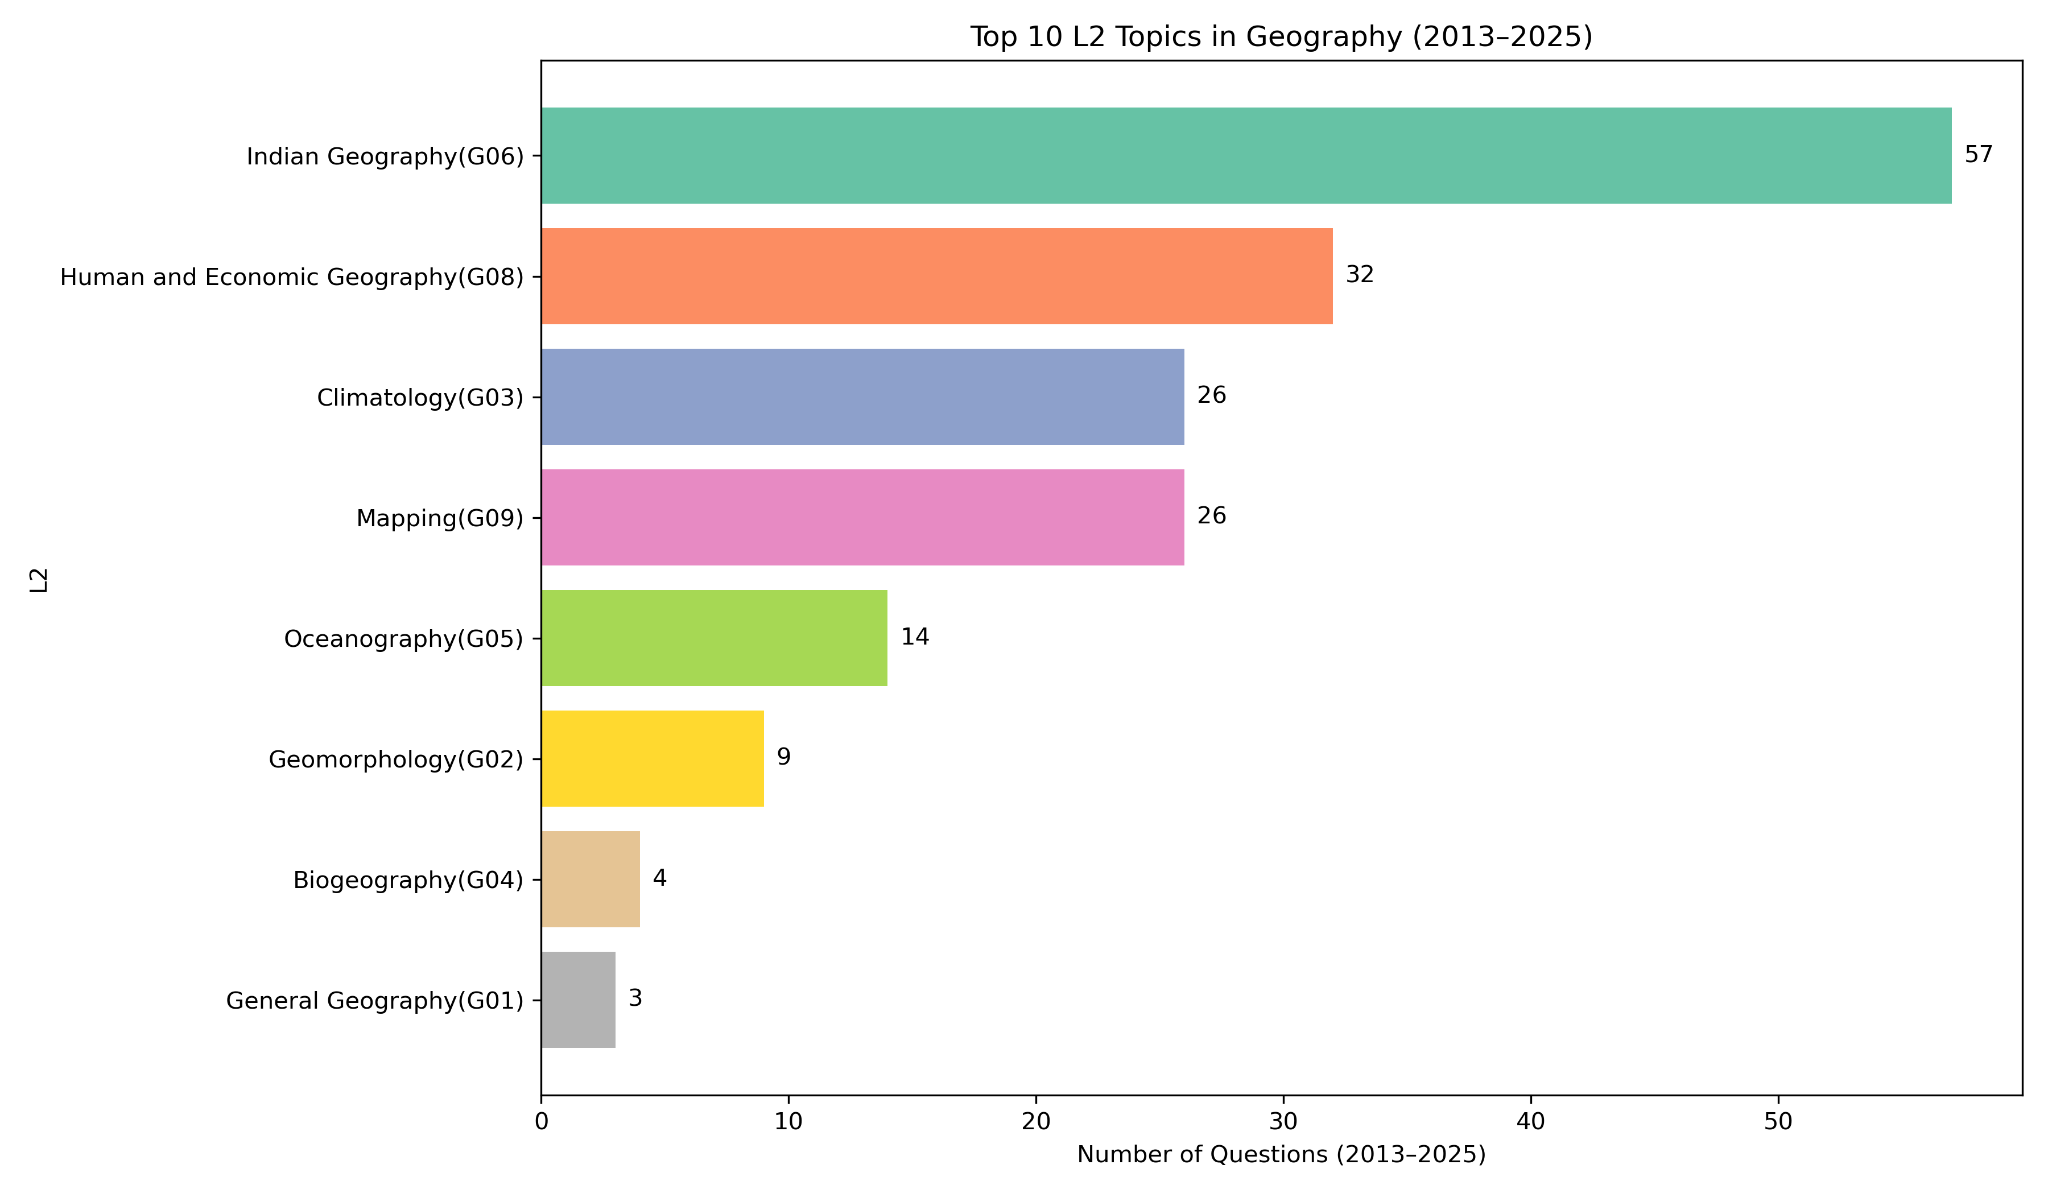 Top 10 L2 Topics in Geography (2013–2025)
Indian Geography(G06)
57
Human and Economic Geography(G08)
32
Climatology(G03)
26
Mapping(G09)
26
L2
Oceanography(G05)
14
Geomorphology(G02)
9
Biogeography(G04)
4
General Geography(G01)
3
0 10 20 30 40 50
Number of Questions (2013–2025)